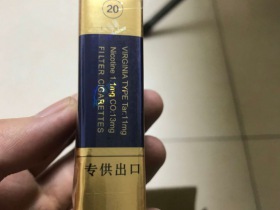 20
VIRGINIA TYPE Tar:11mg
Nicotine 1.1mg CO:13mg
FILTER CIGARETTES
专供出口